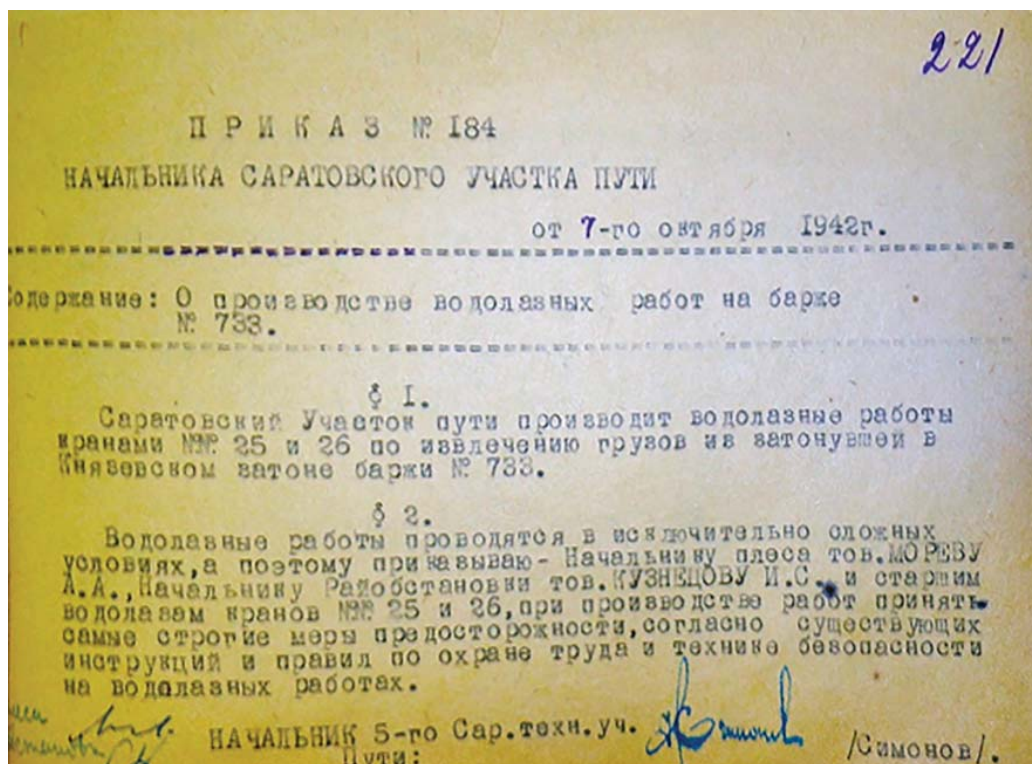 221
ПРИКАЗ № 184
НАЧАЛЬНИКА САРАТОВСКОГО УЧАСТКА ПУТИ
от 7-го октября 1942г.
Содержание: О производстве водолазных работ на барже
№ 733.
§ I.
Саратовский Участок пути производит водолазные работы
кранами №№ 25 и 26 по извлечению грузов из затонувшей в
Князевском затоне баржи № 733.
§ 2.
Водолазные работы проводятся в исключительно сложных
условиях, а поэтому приказываю- Начальнику плеса тов.МОРЕВУ
А.А., Начальнику Райобстановки тов.КУЗНЕЦОВУ И.С. и старшим
водолазам кранов №№ 25 и 26, при производстве работ принять
самые строгие меры предосторожности, согласно существующих
инструкций и правил по охране труда и технике безопасности
на водолазных работах.
НАЧАЛЬНИК 5-го Сар.техн.уч.
Пути:
/Симонов/.